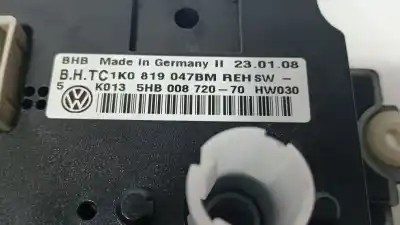 BHB Made in Germany II 23.01.08
B.H.TC1K0 819 047BM REH SW -
5 K013 5HB 008 720-70 HW030